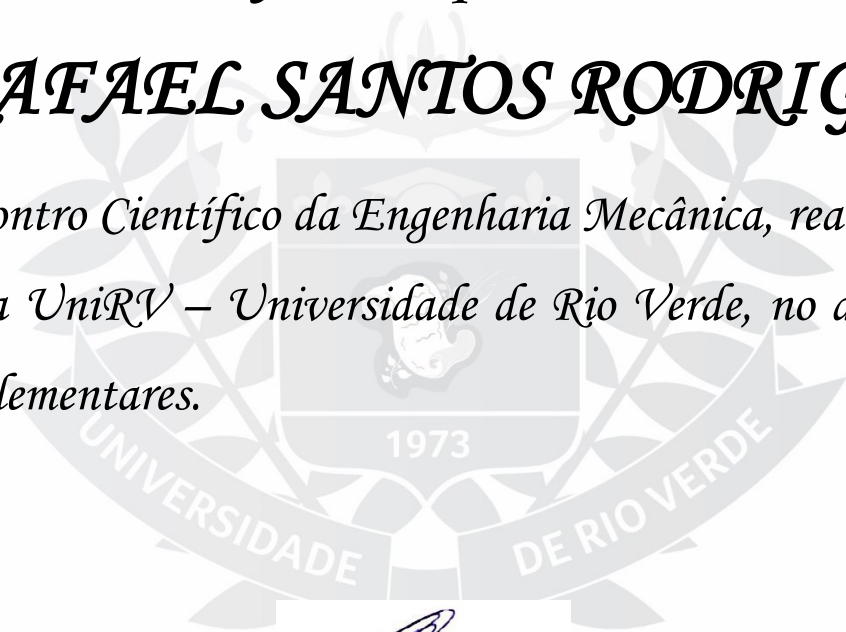 AFAEL SANTOS RODRIG
ontro Científico da Engenharia Mecânica, rea
a UniRV – Universidade de Rio Verde, no d
lementares.
1973
UNIVERSIDADE DE RIO VERDE